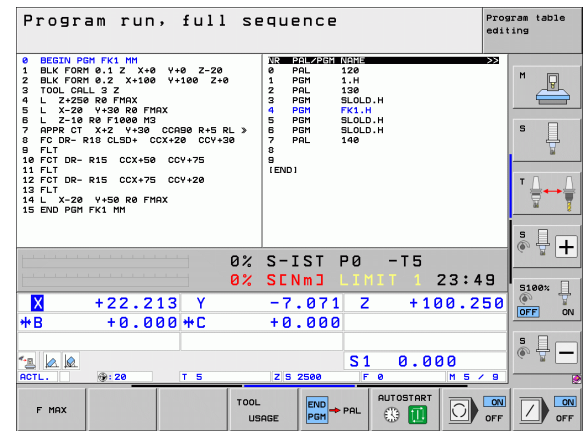 Program run, full sequence
Program table
editing
0 BEGIN PGM FK1 MM
1 BLK FORM 0.1 Z X+0 Y+0 Z-20
2 BLK FORM 0.2 X+100 Y+100 Z+0
3 TOOL CALL 3 Z
4 L Z+250 R0 FMAX
5 L X-20 Y+30 R0 FMAX
6 L Z-10 R0 F1000 M3
7 APPR CT X+2 Y+30 CCA90 R+5 RL »
8 FC DR- R18 CLSD+ CCX+20 CCY+30
9 FLT
10 FCT DR- R15 CCX+50 CCY+75
11 FLT
12 FCT DR- R15 CCX+75 CCY+20
13 FLT
14 L X-20 Y+50 R0 FMAX
15 END PGM FK1 MM
NR PAL/PGM NAME >>
0 PAL 120
1 PGM 1.H
2 PAL 130
3 PGM SLOLD.H
4 PGM FK1.H
5 PGM SLOLD.H
6 PGM SLOLD.H
7 PAL 140
8
9
[END]
0% S-IST P0 -T5
0% S[Nm] LIMIT 1 23:49
X +22.213 Y -7.071 Z +100.250
B +0.000 C +0.000
S1 0.000
ACTL. : 20 T 5 Z S 2500 F 0 M 5 / 9
M
S
T
S
S100%
OFF ON
S
F MAX
TOOL
USAGE
END
PGM → PAL
AUTOSTART
ON
OFF
ON
OFF